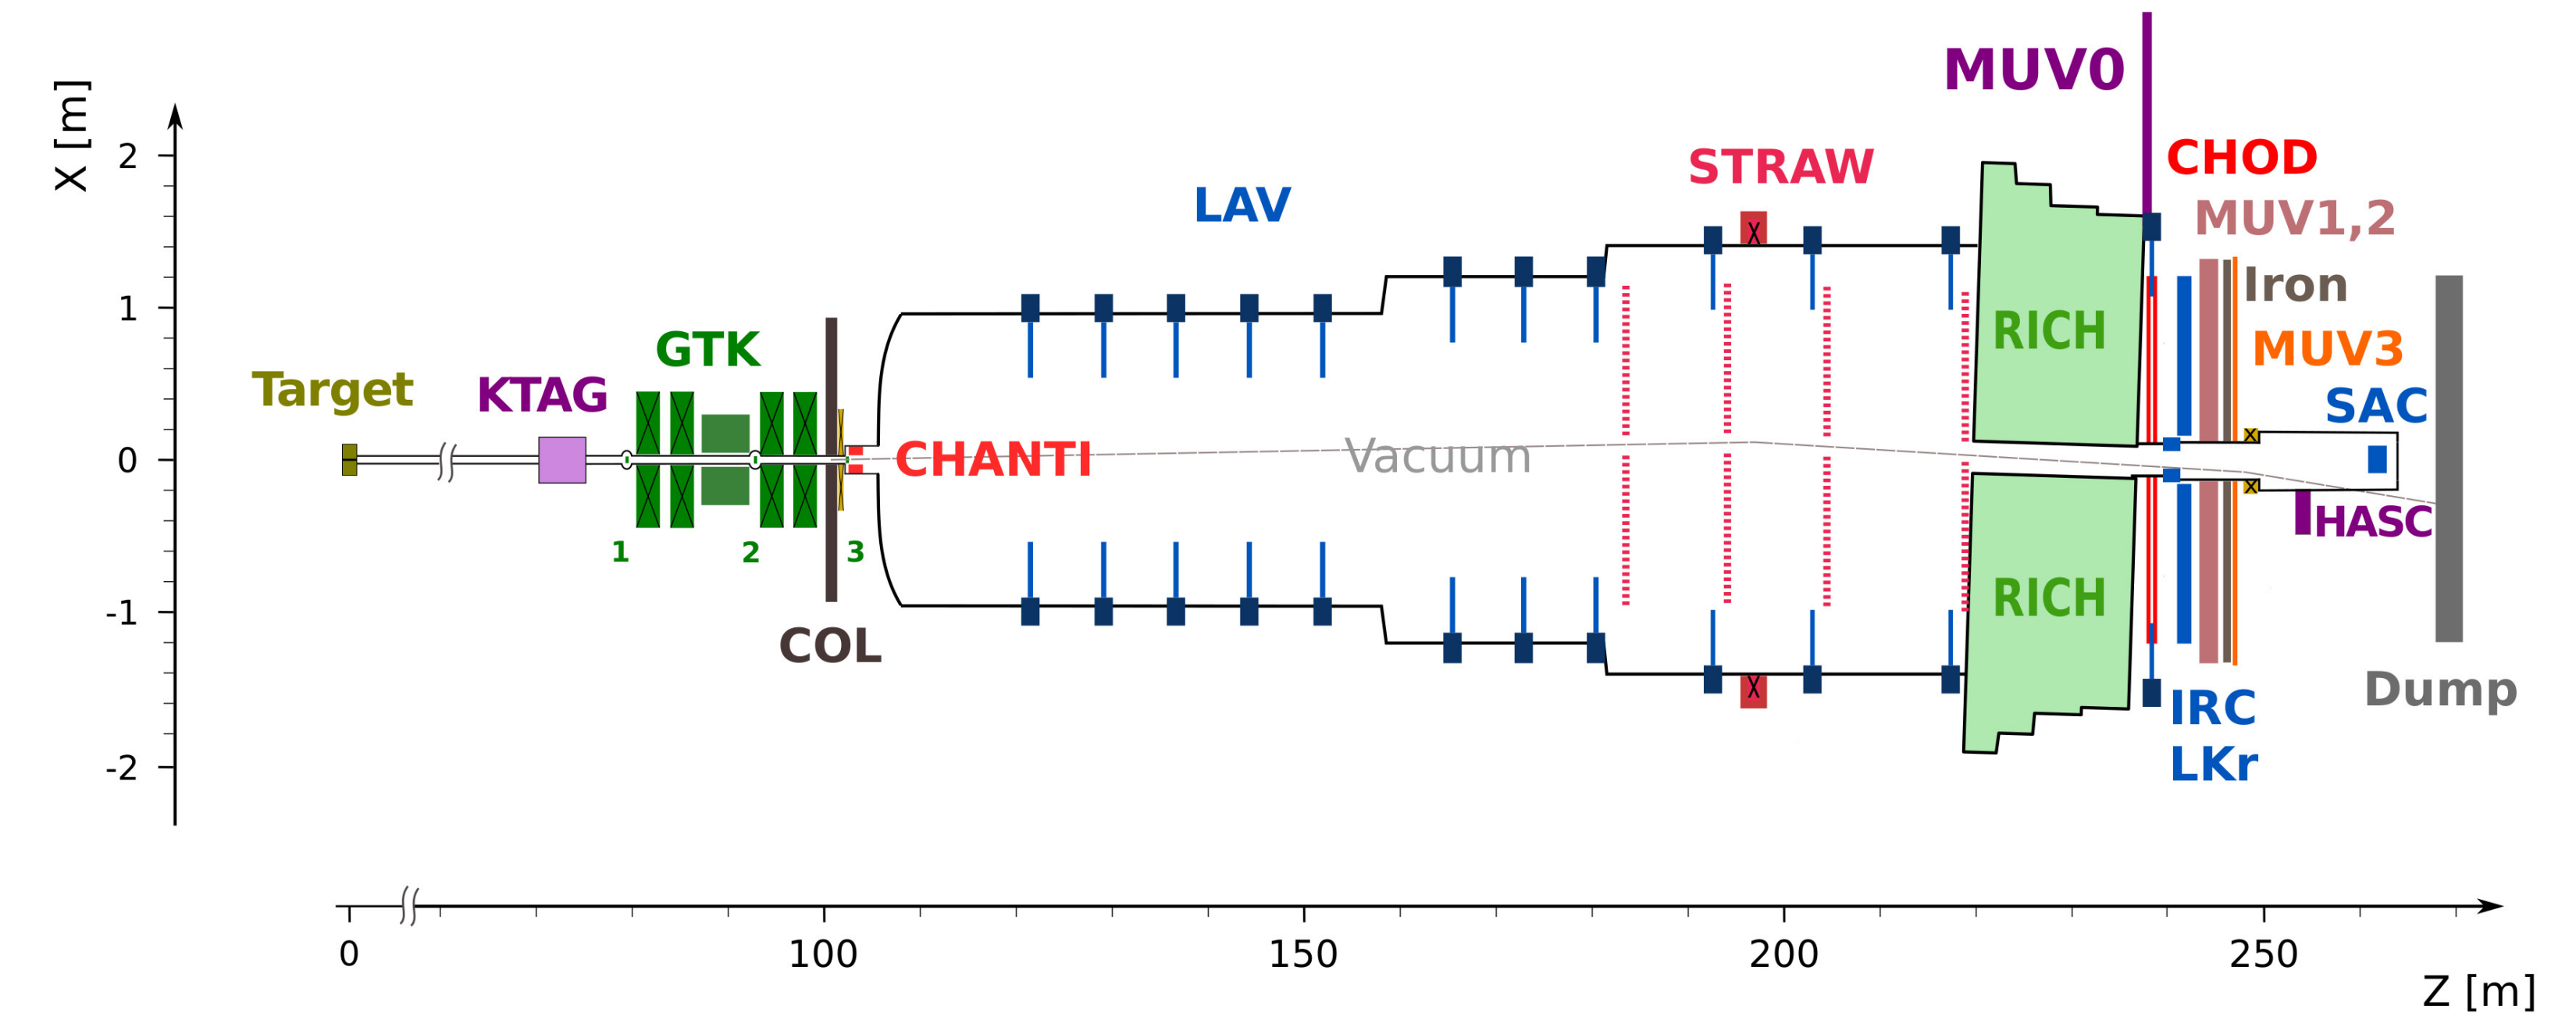 X [m]
2
1
0
-1
-2
Target
KTAG
GTK
1
2
3
COL
CHANTI
LAV
Vacuum
STRAW
RICH
RICH
MUV0
CHOD
MUV1,2
Iron
MUV3
SAC
HASC
IRC
LKr
Dump
0
100
150
200
250
Z [m]